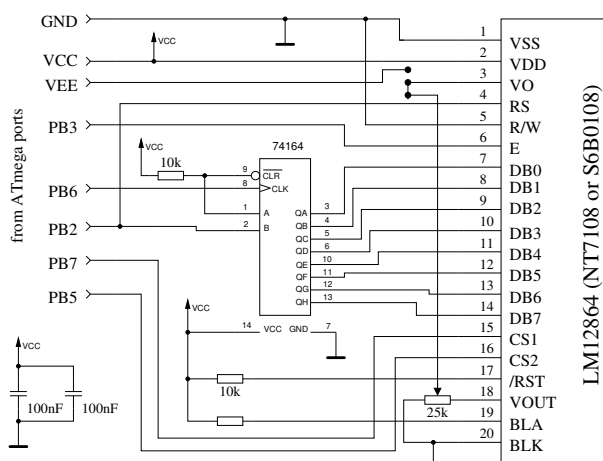 GND
VCC
VEE
PB3
PB6
PB2
PB7
PB5
from ATmega ports
VCC
VCC
10k
74164
9
CLR
8
CLK
1
A
2
B
QA
3
QB
4
QC
5
QD
6
QE
10
QF
11
QG
12
QH
13
14 VCC GND 7
VCC
10k
VCC
100nF 100nF
25k
1 VSS
2 VDD
3 VO
4 RS
5 R/W
6 E
7 DB0
8 DB1
9 DB2
10 DB3
11 DB4
12 DB5
13 DB6
14 DB7
15 CS1
16 CS2
17 /RST
18 VOUT
19 BLA
20 BLK
LM12864 (NT7108 or S6B0108)